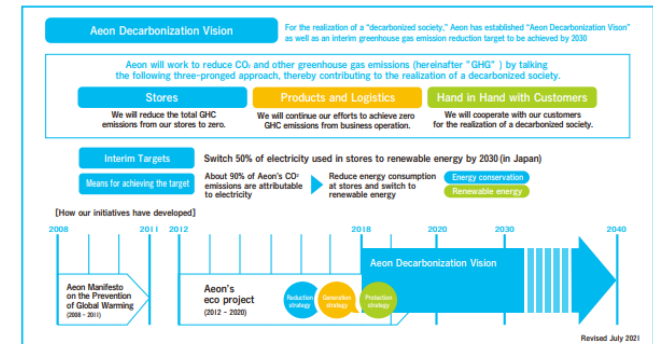 Aeon Decarbonization Vision
For the realization of a "decarbonized society," Aeon has established "Aeon Decarbonization Vison"
as well as an interim greenhouse gas emission reduction target to be achieved by 2030
Aeon will work to reduce CO₂ and other greenhouse gas emissions (hereinafter "GHG" ) by talking
the following three-pronged approach, thereby contributing to the realization of a decarbonized society.
Stores
We will reduce the total GHC
emissions from our stores to zero.
Products and Logistics
We will continue our efforts to achieve zero
GHC emissions from business operation.
Hand in Hand with Customers
We will cooperate with our customers
for the realization of a decarbonized society.
Interim Targets
Switch 50% of electricity used in stores to renewable energy by 2030 (in Japan)
Means for achieving the target
About 90% of Aeon's CO²
emissions are attributable
to electricity
Reduce energy consumption
at stores and switch to
renewable energy
Energy conservation
Renewable energy
[How our initiatives have developed]
2008 2011 2012 2018 2020 2030 2040
Aeon Manifesto
on the Prevention
of Global Warming
(2008 - 2011)
Aeon's
eco project
(2012 - 2020)
Reduction
strategy
Generation
strategy
Protection
strategy
Aeon Decarbonization Vision
Revised July 2021